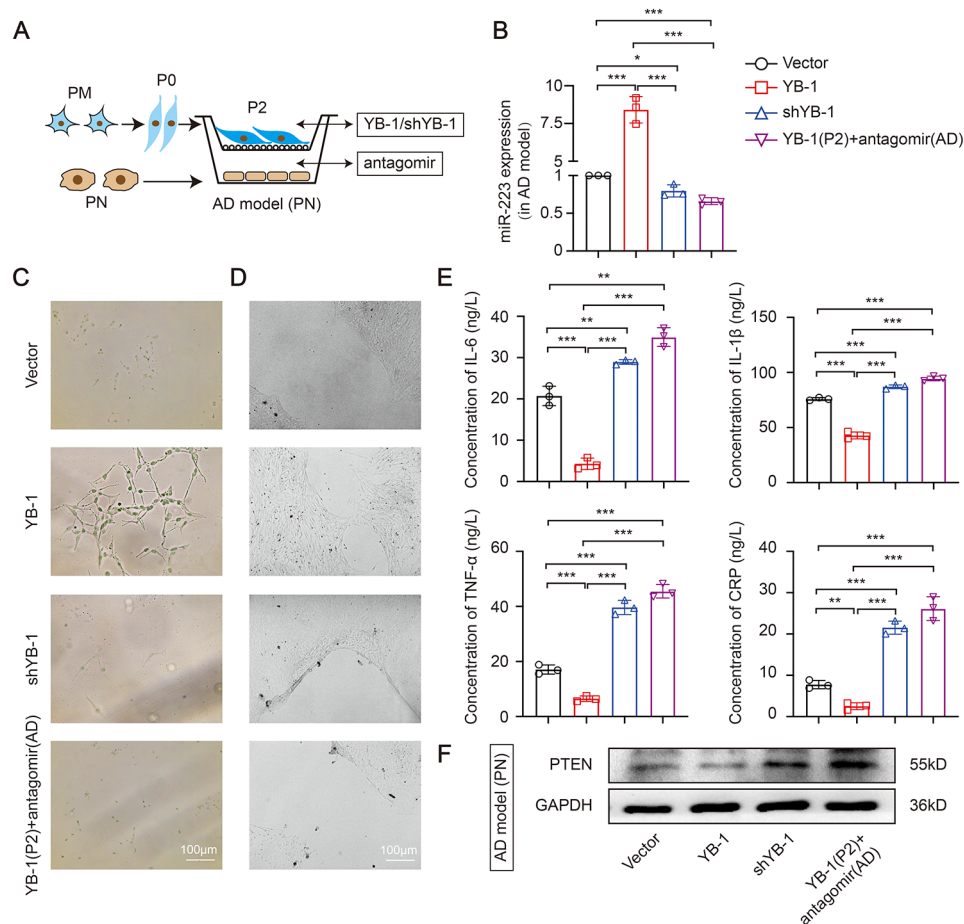 A
PM
P0
P2
YB-1/shYB-1
antagomir
PN
AD model (PN)
B
miR-223 expression
(in AD model)
10
7.5
5
1
0.5
0
***
***
*
***
***
Vector
YB-1
shYB-1
YB-1(P2)+antagomir(AD)
C
D
Vector
YB-1
shYB-1
YB-1(P2)+antagomir(AD)
100μm
100μm
E
Concentration of IL-6 (ng/L)
40
30
20
10
0
**
***
**
***
***
Concentration of IL-1β (ng/L)
150
100
50
0
***
***
***
***
***
Concentration of TNF-α (ng/L)
60
40
20
0
***
***
***
***
***
Concentration of CRP (ng/L)
40
30
20
10
0
***
***
***
**
***
F
AD model (PN)
PTEN
55kD
GAPDH
36kD
Vector
YB-1
shYB-1
YB-1(P2)+
antagomir(AD)